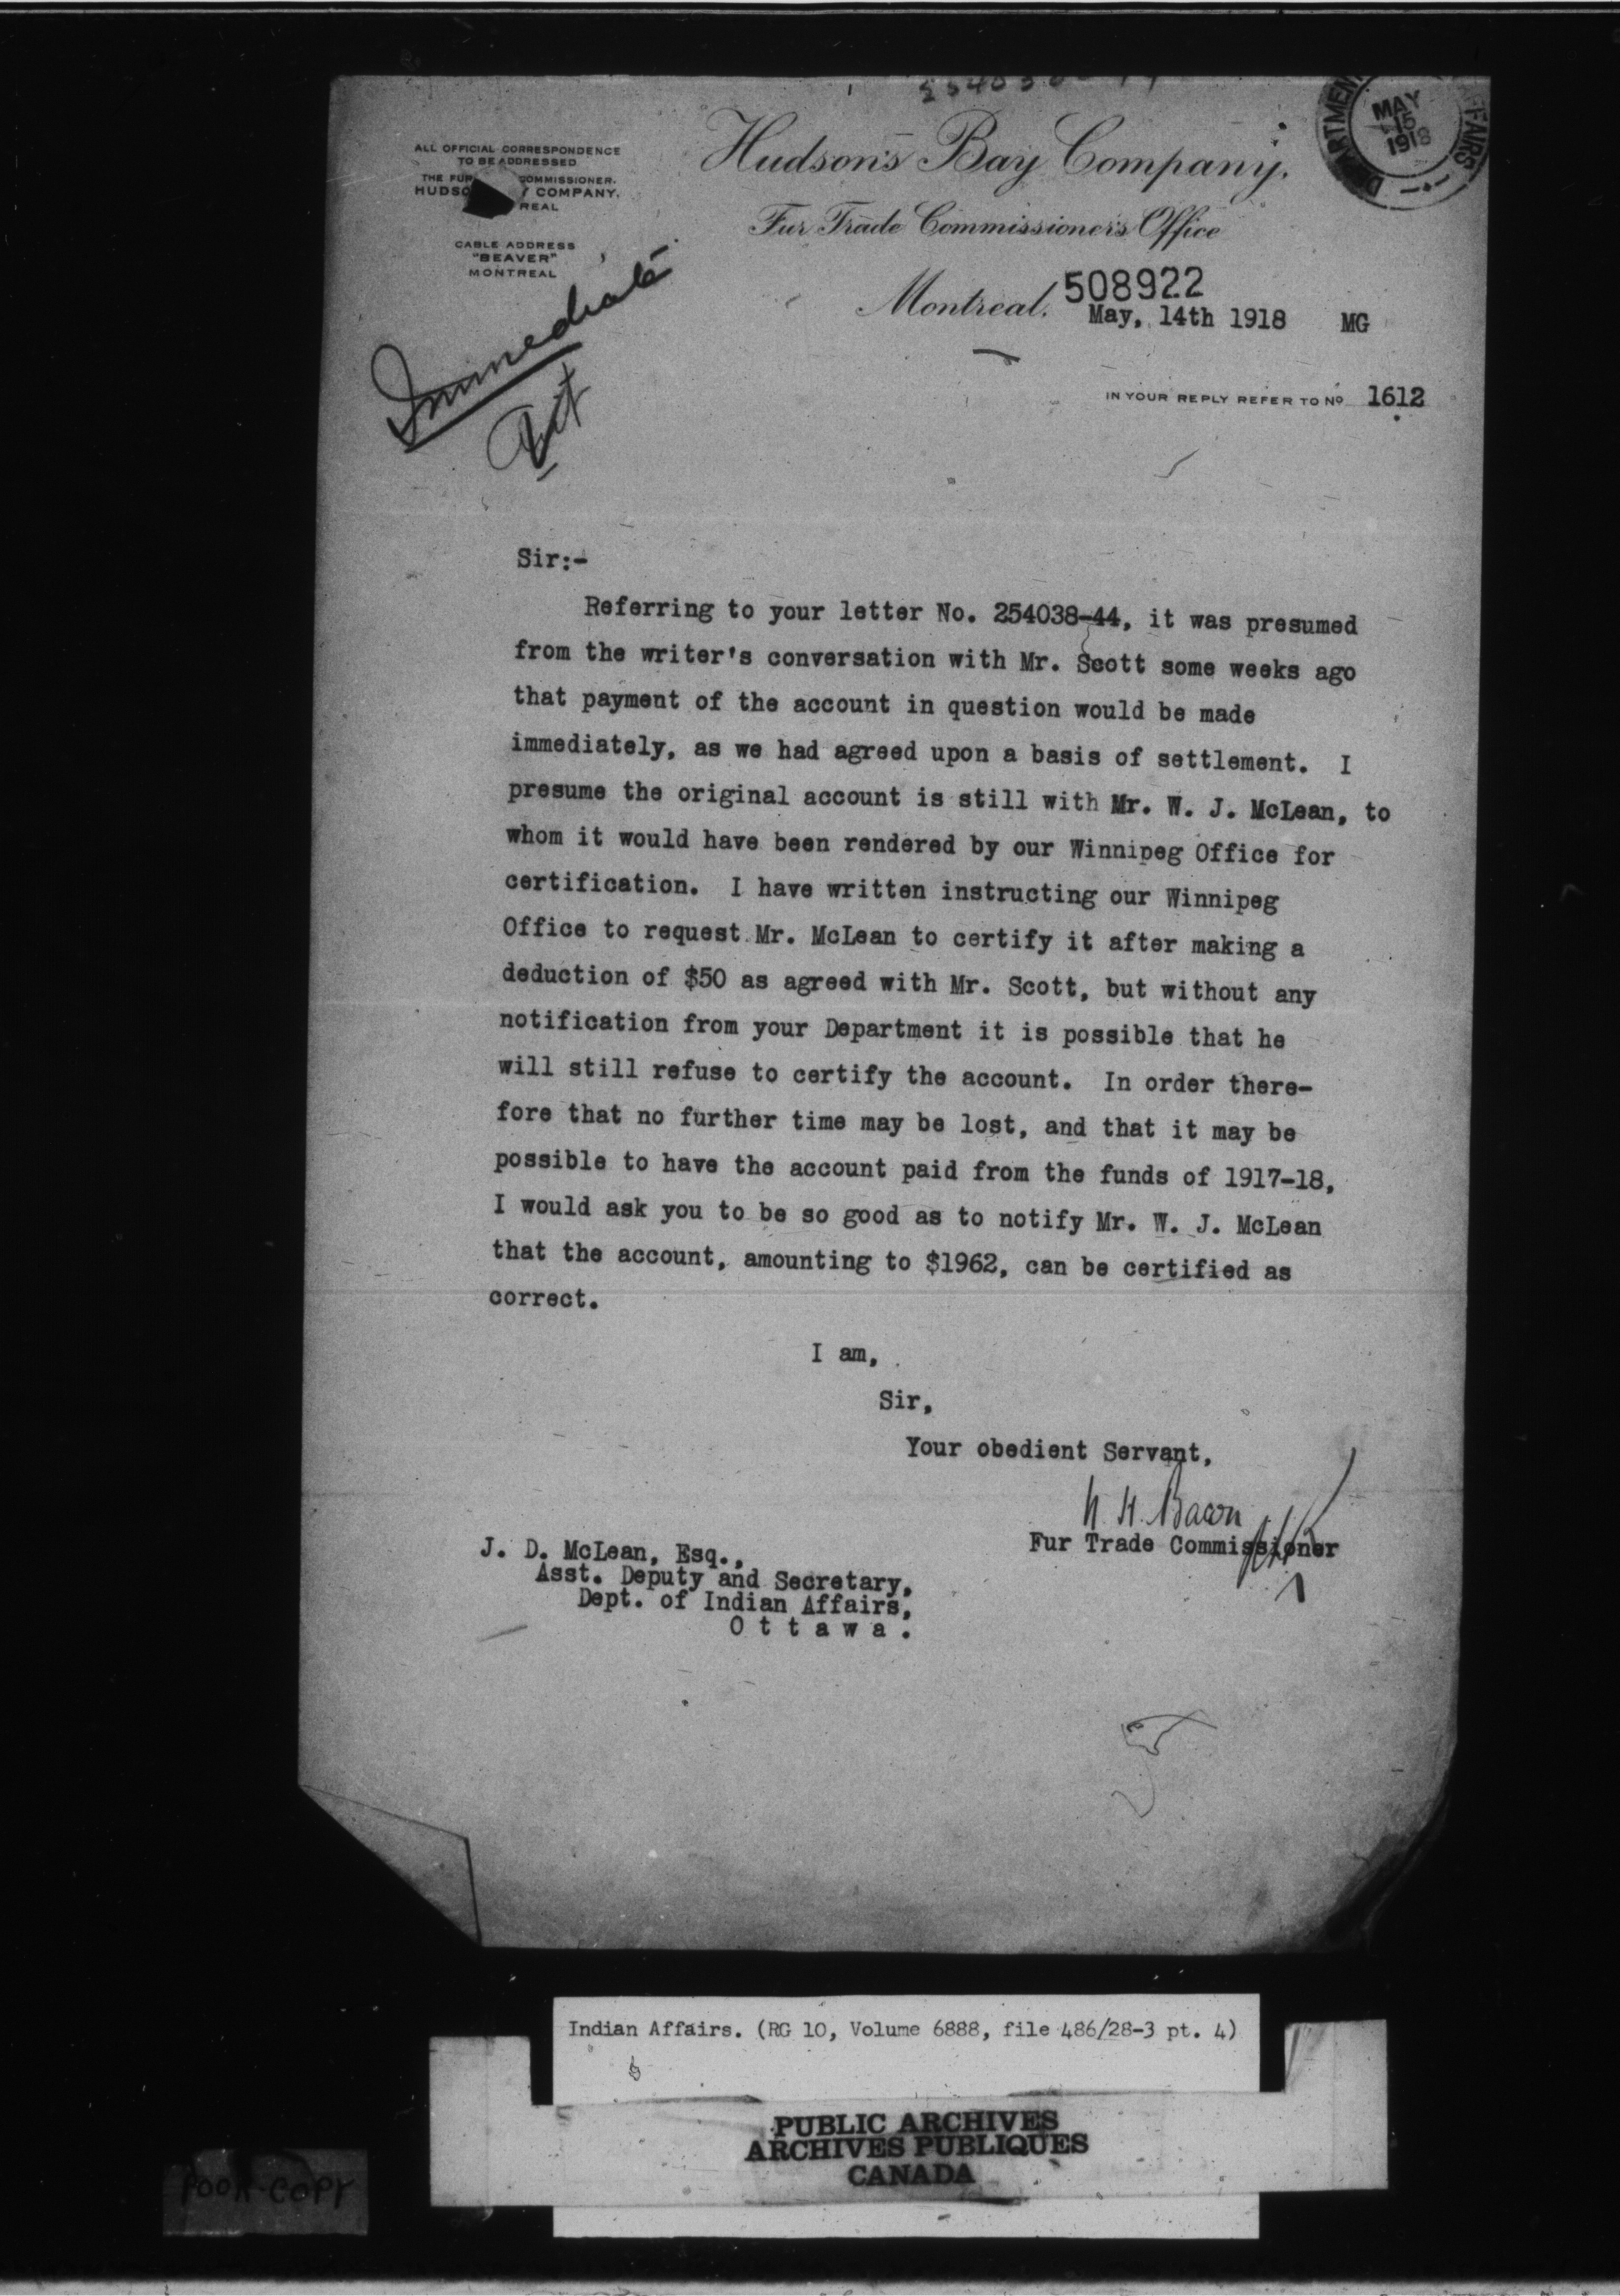 ALL OFFICIAL CORRESPONDENCE
TO BE ADDRESSED
THE FUR COMMISSIONER.
HUDSO Y COMPANY,
REAL
CABLE ADDRESS
"BEAVER"
MONTREAL
Immediate
DEPARTMEN FFAIRS
MAY
15
1918
Hudson's Bay Company,
Fur Trade Commissioner's Office
Montreal, 508922
May, 14th 1918 MG
IN YOUR REPLY REFER TO No 1612
Sir:-
Referring to your letter No. 254038-44, it was presumed
from the writer's conversation with Mr. Scott some weeks ago
that payment of the account in question would be made
immediately, as we had agreed upon a basis of settlement. I
presume the original account is still with Mr. W. J. McLean, to
whom it would have been rendered by our Winnipeg Office for
certification. I have written instructing our Winnipeg
Office to request Mr. McLean to certify it after making a
deduction of $50 as agreed with Mr. Scott, but without any
notification from your Department it is possible that he
will still refuse to certify the account. In order there-
fore that no further time may be lost, and that it may be
possible to have the account paid from the funds of 1917-18,
I would ask you to be so good as to notify Mr. W. J. McLean
that the account, amounting to $1962, can be certified as
correct.
I am,
Sir,
Your obedient Servant,
N. H. Bacon
Fur Trade Commissioner
J. D. McLean, Esq.,
Asst. Deputy and Secretary,
Dept. of Indian Affairs,
Ottawa.
Indian Affairs. (RG 10, Volume 6888, file 486/28-3 pt. 4)
PUBLIC ARCHIVES
ARCHIVES PUBLIQUES
CANADA
POOR COPY